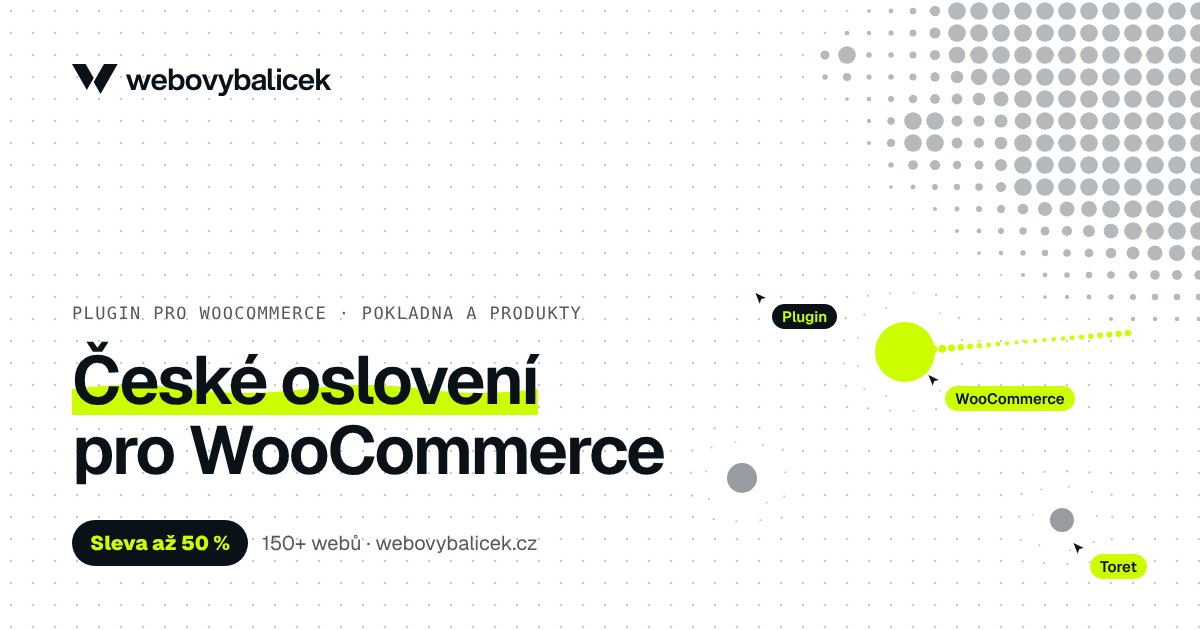 webovybalicek
PLUGIN PRO WOOCOMMERCE · POKLADNA A PRODUKTY
České oslovení
pro WooCommerce
Sleva až 50 % 150+ webů · webovybalicek.cz
Plugin
WooCommerce
Toret